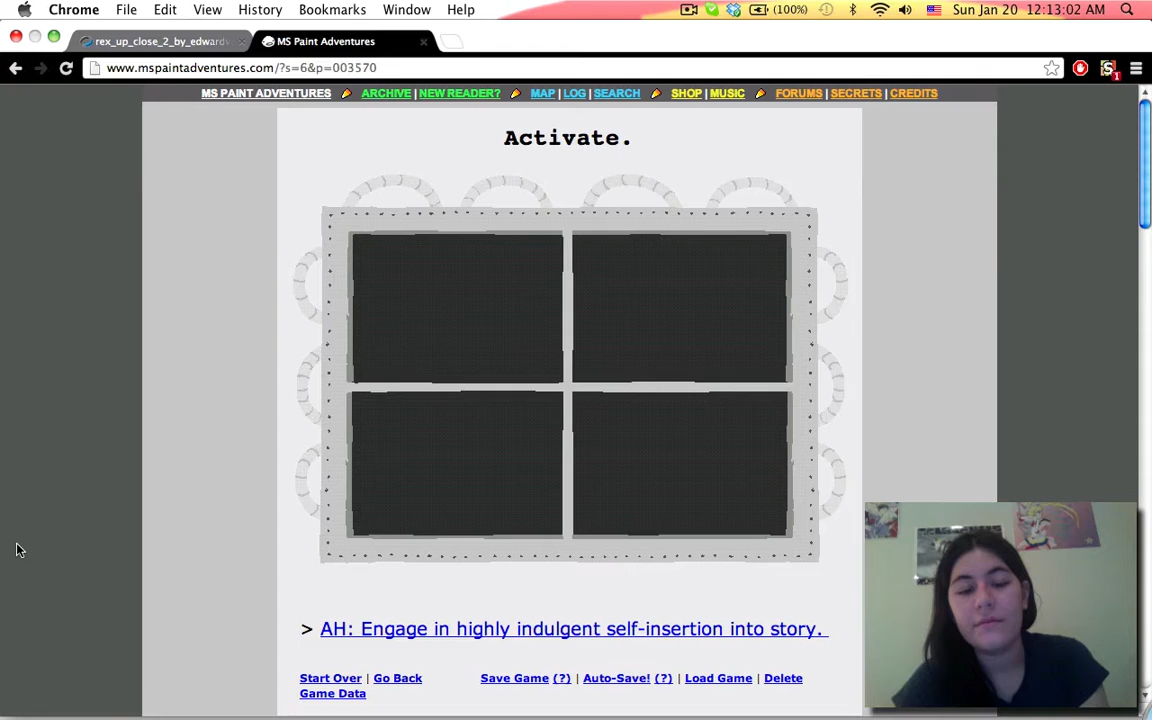 Chrome File Edit View History Bookmarks Window Help (100%) Sun Jan 20 12:13:02 AM
rex_up_close_2_by_edward MS Paint Adventures
www.mspaintadventures.com/?s=6&p=003570
MS PAINT ADVENTURES ARCHIVE | NEW READER? MAP | LOG | SEARCH SHOP | MUSIC FORUMS | SECRETS | CREDITS
Activate.
> AH: Engage in highly indulgent self-insertion into story.
Start Over | Go Back Save Game (?) | Auto-Save! (?) | Load Game | Delete
Game Data